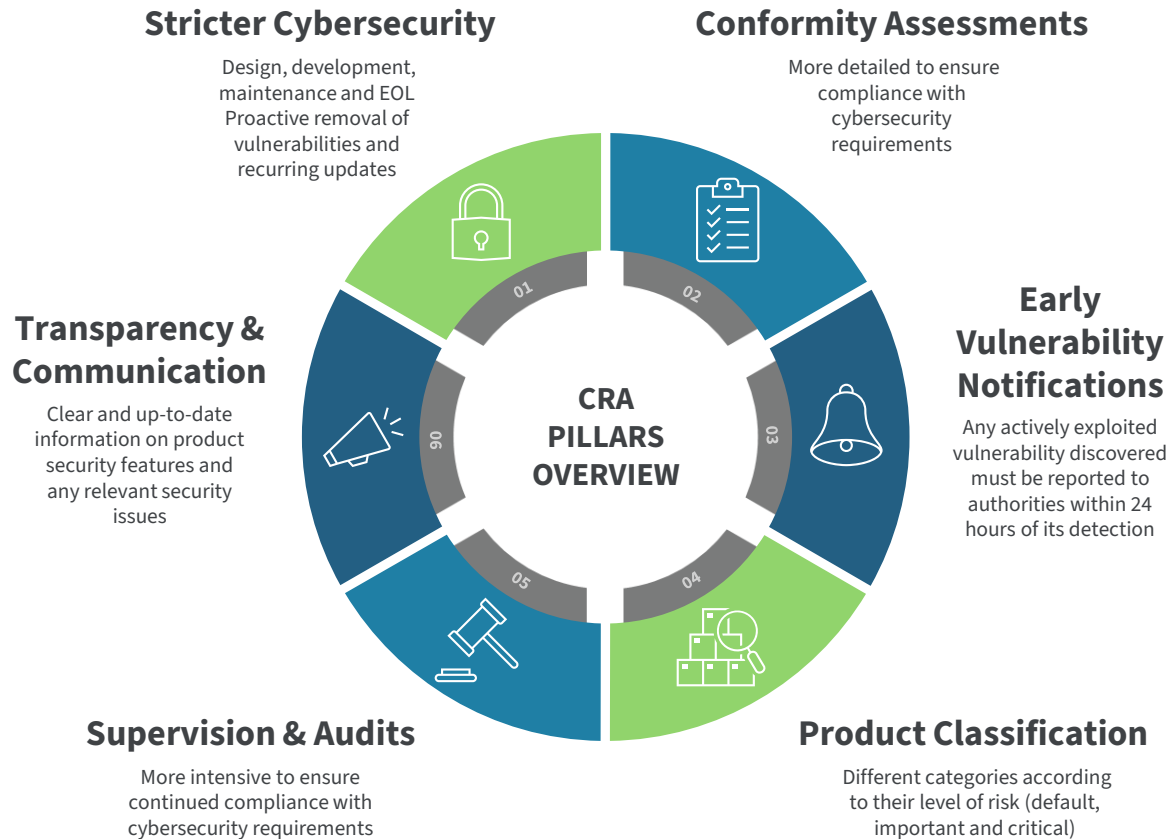 Stricter Cybersecurity
Design, development,
maintenance and EOL
Proactive removal of
vulnerabilities and
recurring updates
01
Conformity Assessments
More detailed to ensure
compliance with
cybersecurity
requirements
02
Early
Vulnerability
Notifications
Any actively exploited
vulnerability discovered
must be reported to
authorities within 24
hours of its detection
03
Product Classification
Different categories according
to their level of risk (default,
important and critical)
04
Supervision & Audits
More intensive to ensure
continued compliance with
cybersecurity requirements
05
Transparency &
Communication
Clear and up-to-date
information on product
security features and
any relevant security
issues
06
CRA
PILLARS
OVERVIEW